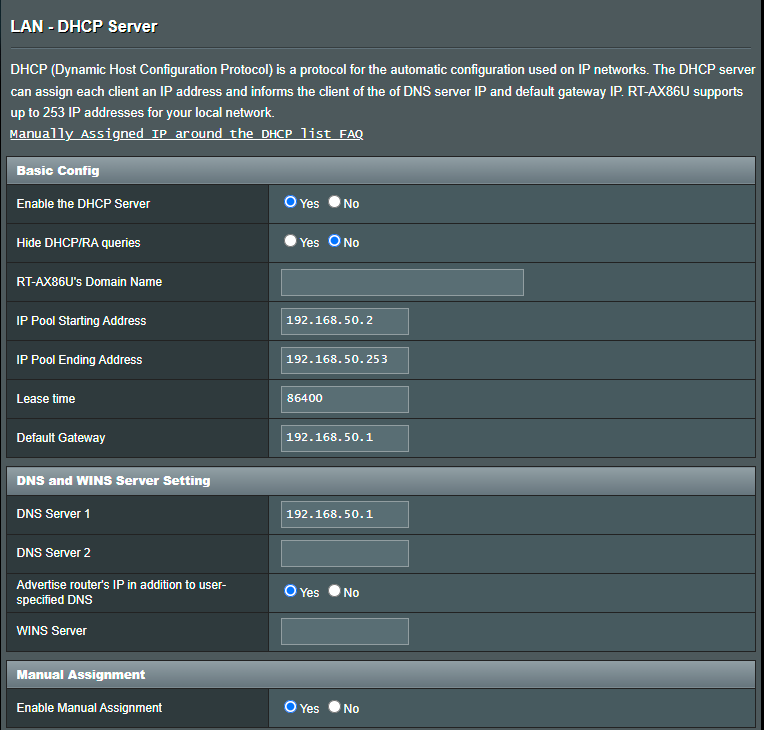 LAN - DHCP Server
DHCP (Dynamic Host Configuration Protocol) is a protocol for the automatic configuration used on IP networks. The DHCP server
can assign each client an IP address and informs the client of the of DNS server IP and default gateway IP. RT-AX86U supports
up to 253 IP addresses for your local network.
Manually Assigned IP around the DHCP list FAQ
Basic Config
Enable the DHCP Server Yes No
Hide DHCP/RA queries Yes No
RT-AX86U's Domain Name
IP Pool Starting Address 192.168.50.2
IP Pool Ending Address 192.168.50.253
Lease time 86400
Default Gateway 192.168.50.1
DNS and WINS Server Setting
DNS Server 1 192.168.50.1
DNS Server 2
Advertise router's IP in addition to user-
specified DNS Yes No
WINS Server
Manual Assignment
Enable Manual Assignment Yes No